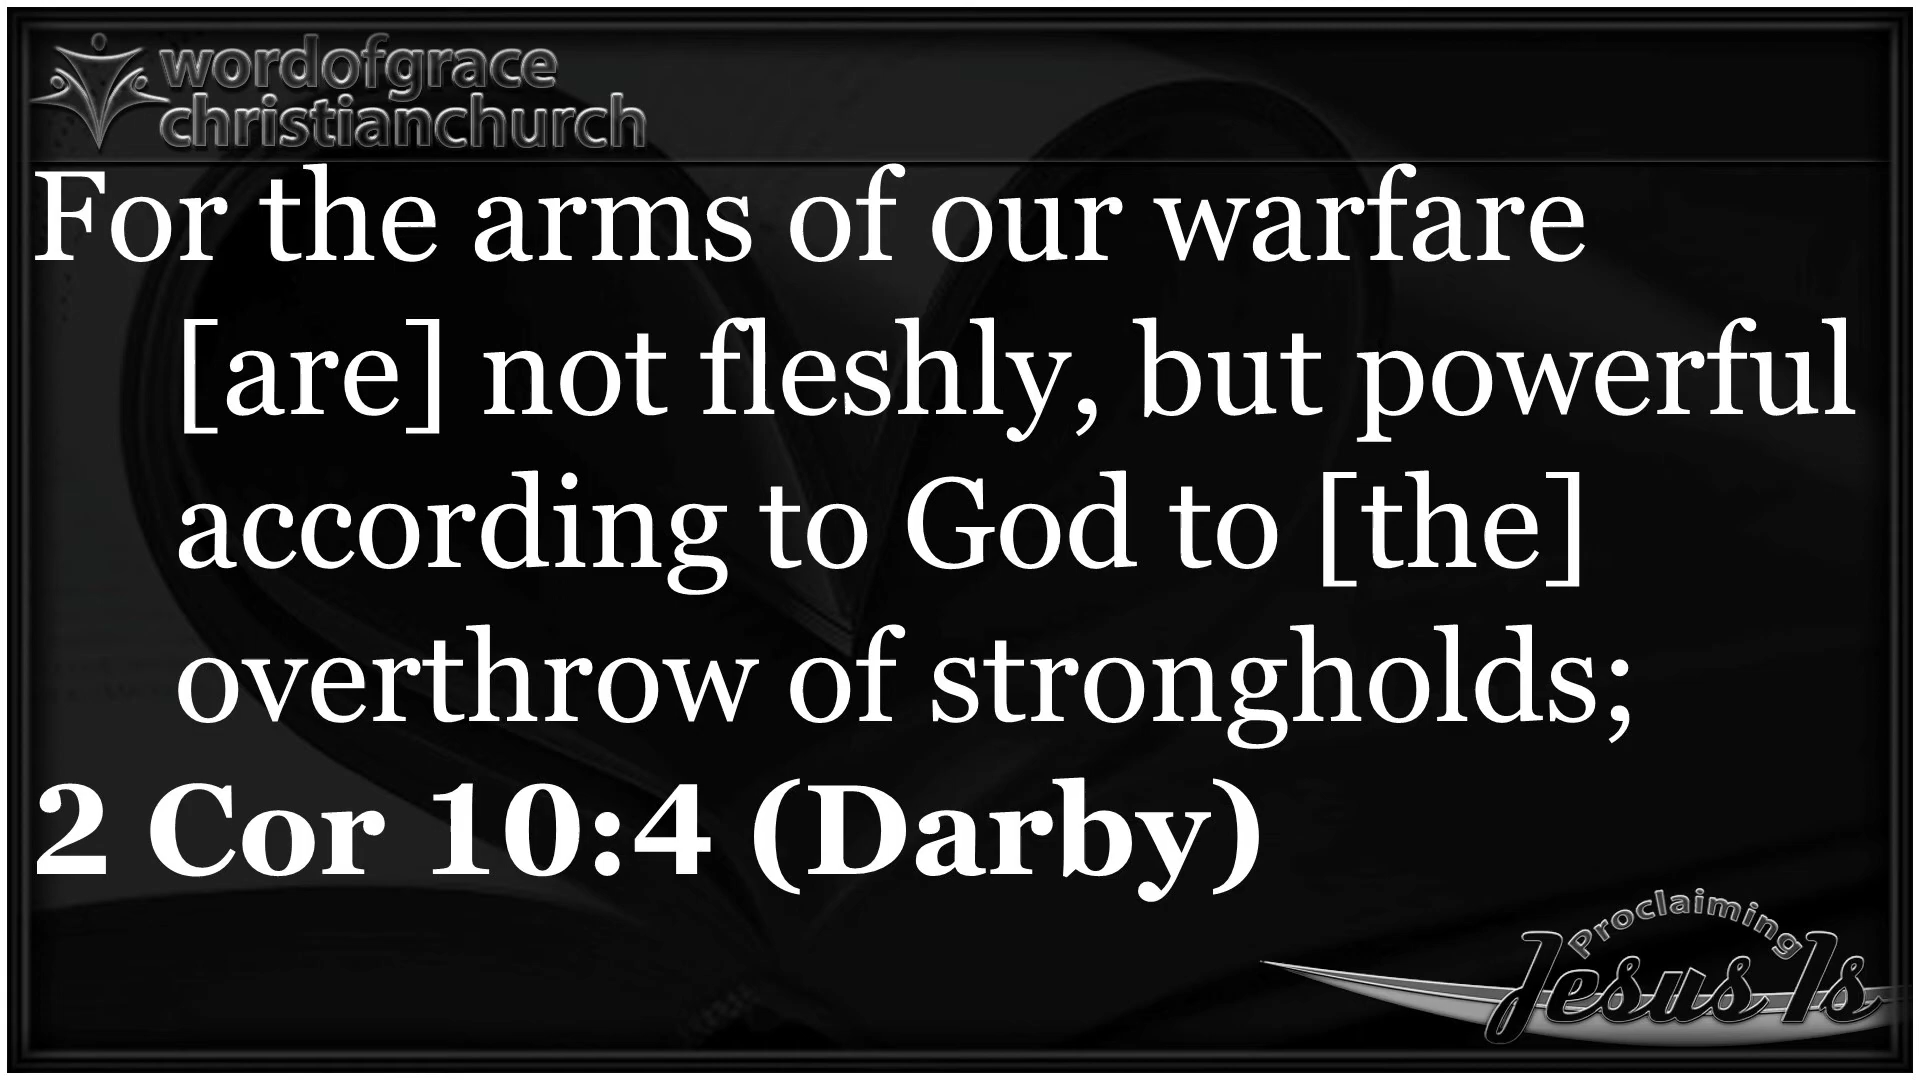 wordofgrace
christianchurch
For the arms of our warfare
[are] not fleshly, but powerful
according to God to [the]
overthrow of strongholds;
2 Cor 10:4 (Darby)
Proclaiming
Jesus Is